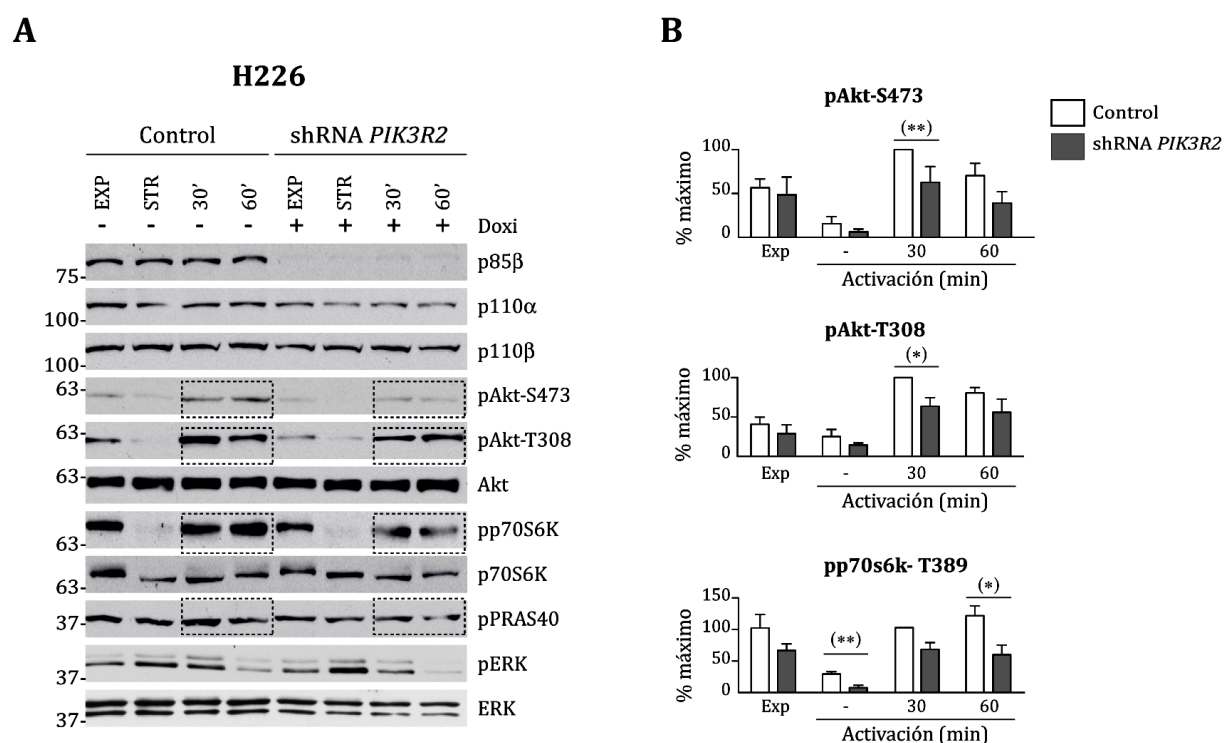 A
H226
Control shRNA PIK3R2
EXP STR 30′ 60′ EXP STR 30′ 60′
- - - - + + + + Doxi
p85β
75-
p110α
100-
p110β
100-
63- pAkt-S473
63- pAkt-T308
63- Akt
pp70S6K
63-
p70S6K
63-
37- pPRAS40
pERK
37-
ERK
37-
B
pAkt-S473
Control
shRNA PIK3R2
(**)
% máximo
100
50
0
Exp - 30 60
Activación (min)
pAkt-T308
(*)
% máximo
100
50
0
Exp - 30 60
Activación (min)
pp70s6k- T389
(*)
(**)
% máximo
150
100
50
0
Exp - 30 60
Activación (min)